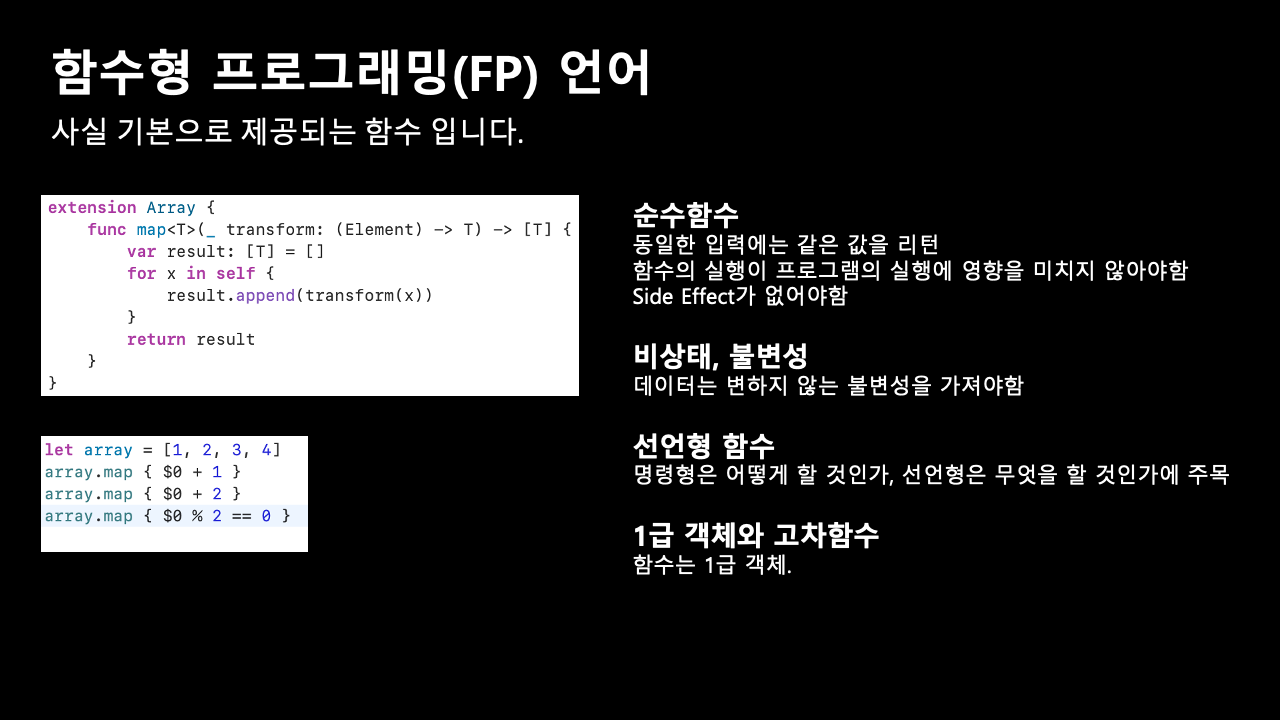 함수형 프로그래밍(FP) 언어
사실 기본으로 제공되는 함수 입니다.
extension Array {
    func map<T>(_ transform: (Element) -> T) -> [T] {
        var result: [T] = []
        for x in self {
            result.append(transform(x))
        }
        return result
    }
}
let array = [1, 2, 3, 4]
array.map { $0 + 1 }
array.map { $0 + 2 }
array.map { $0 % 2 == 0 }
순수함수
동일한 입력에는 같은 값을 리턴
함수의 실행이 프로그램의 실행에 영향을 미치지 않아야함
Side Effect가 없어야함
비상태, 불변성
데이터는 변하지 않는 불변성을 가져야함
선언형 함수
명령형은 어떻게 할 것인가, 선언형은 무엇을 할 것인가에 주목
1급 객체와 고차함수
함수는 1급 객체.